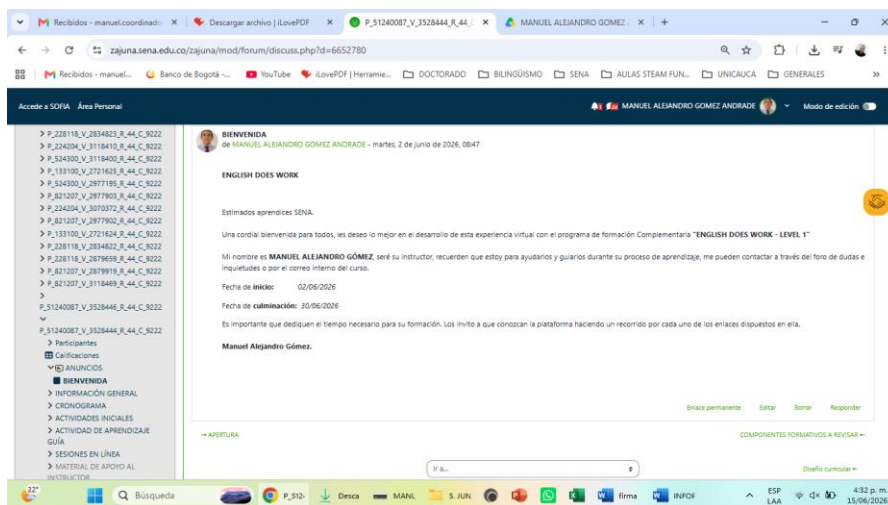 Recibidos - manuel.coordinado
Descargar archivo | iLovePDF
P_51240087_V_3528444_R_44_C
MANUEL ALEJANDRO GOMEZ
zajuna.sena.edu.co/zajuna/mod/forum/discuss.php?d=6652780
Recibidos - manuel...
Banco de Bogotá -...
YouTube
iLovePDF | Herramie...
DOCTORADO
BILINGÜISMO
SENA
AULAS STEAM FUN...
UNICAUCA
GENERALES
Accede a SOFIA Área Personal
MANUEL ALEJANDRO GOMEZ ANDRADE
Modo de edición
P_228118_V_2834823_R_44_C_9222
P_224204_V_3118410_R_44_C_9222
P_524300_V_3118400_R_44_C_9222
P_133100_V_2721625_R_44_C_9222
P_524300_V_2977195_R_44_C_9222
P_821207_V_2977903_R_44_C_9222
P_224204_V_3070372_R_44_C_9222
P_821207_V_2977902_R_44_C_9222
P_133100_V_2721624_R_44_C_9222
P_228118_V_2834822_R_44_C_9222
P_228118_V_2879659_R_44_C_9222
P_821207_V_2879919_R_44_C_9222
P_821207_V_3118469_R_44_C_9222
P_51240087_V_3528446_R_44_C_9222
P_51240087_V_3528444_R_44_C_9222
Participantes
Calificaciones
ANUNCIOS
BIENVENIDA
INFORMACIÓN GENERAL
CRONOGRAMA
ACTIVIDADES INICIALES
ACTIVIDAD DE APRENDIZAJE
GUÍA
SESIONES EN LÍNEA
MATERIAL DE APOYO AL
INSTRUCTOR
BIENVENIDA
de MANUEL ALEJANDRO GOMEZ ANDRADE - martes, 2 de junio de 2026, 08:47
ENGLISH DOES WORK
Estimados aprendices SENA.
Una cordial bienvenida para todos, les deseo lo mejor en el desarrollo de esta experiencia virtual con el programa de formación Complementaria "ENGLISH DOES WORK - LEVEL 1"
Mi nombre es MANUEL ALEJANDRO GÓMEZ, seré su instructor, recuerden que estoy para ayudarlos y guiarlos durante su proceso de aprendizaje, me pueden contactar a través del foro de dudas e
inquietudes o por el correo interno del curso.
Fecha de inicio: 02/06/2026
Fecha de culminación: 30/06/2026
Es importante que dediquen el tiempo necesario para su formación. Los invito a que conozcan la plataforma haciendo un recorrido por cada uno de los enlaces dispuestos en ella.
Manuel Alejandro Gómez.
Enlace permanente Editar Borrar Responder
APERTURA
COMPONENTES FORMATIVOS A REVISAR
Ir a...
Diseño curricular
22°
Búsqueda
P_512
Desca
MANL
S. JUN
firma
INFOF
ESP
LAA
4:32 p. m.
15/06/2026